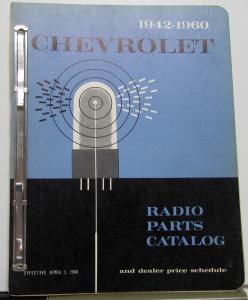 1942-1960
CHEVROLET
RADIO
PARTS
CATALOG
EFFECTIVE APRIL 1, 1960
and dealer price schedule